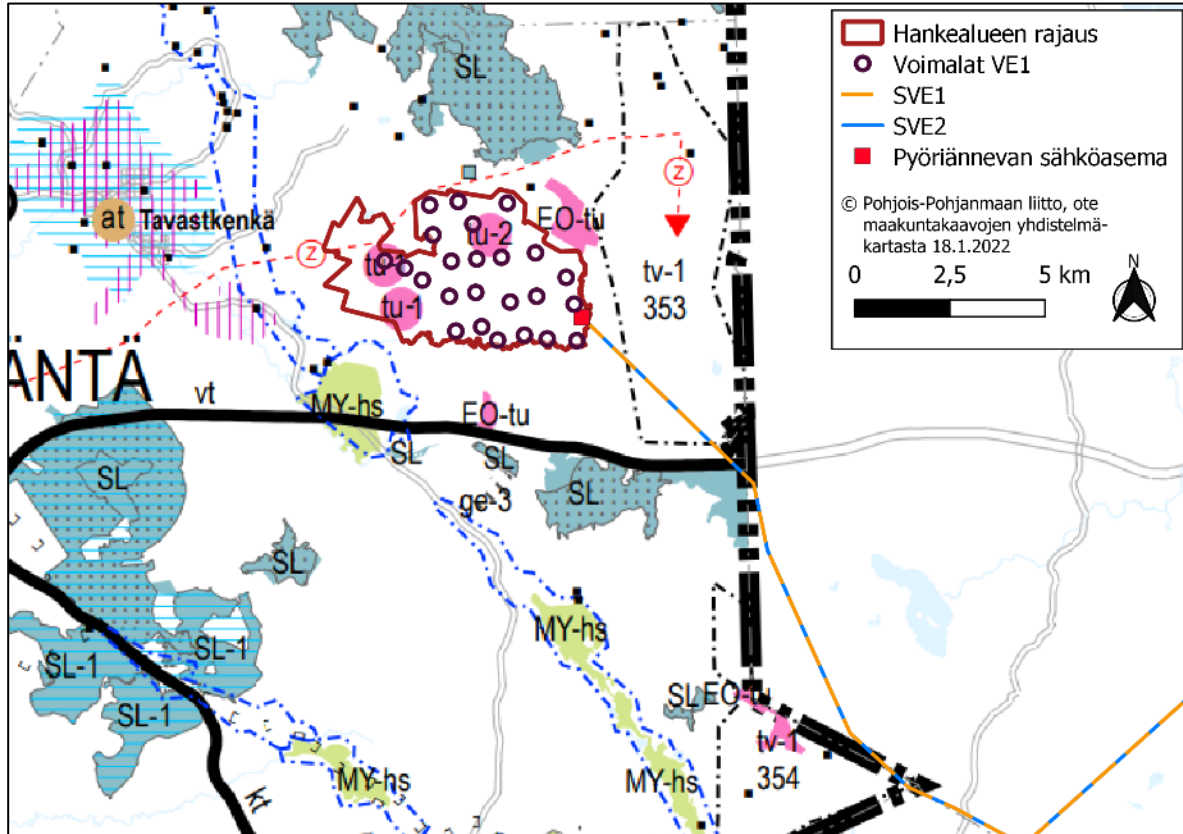 Hankealueen rajaus
Voimalat VE1
SVE1
SVE2
Pyöriännevan sähköasema
© Pohjois-Pohjanmaan liitto, ote
maakuntakaavojen yhdistelmä-
kartasta 18.1.2022
0 2,5 5 km
N
SL
z
at
Tavastkenkä
EO-tu
tu-2
z
tu-1
tu-1
tv-1
353
ÄNTÄ
vt
MY-hs
EO-tu
SL
SL
SL
SL
ge-3
SL
MY-hs
SL-1
SL-1
SL-1
SL
EO-tu
tv-1
354
MY-hs
MY-hs
kt